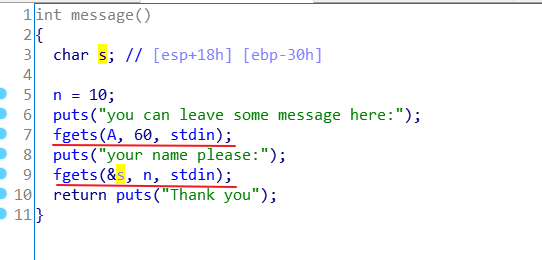 1 int message()
2 {
3 char s; // [esp+18h] [ebp-30h]
4
5 n = 10;
6 puts("you can leave some message here:");
7 fgets(A, 60, stdin);
8 puts("your name please:");
9 fgets(&s, n, stdin);
10 return puts("Thank you");
11 }